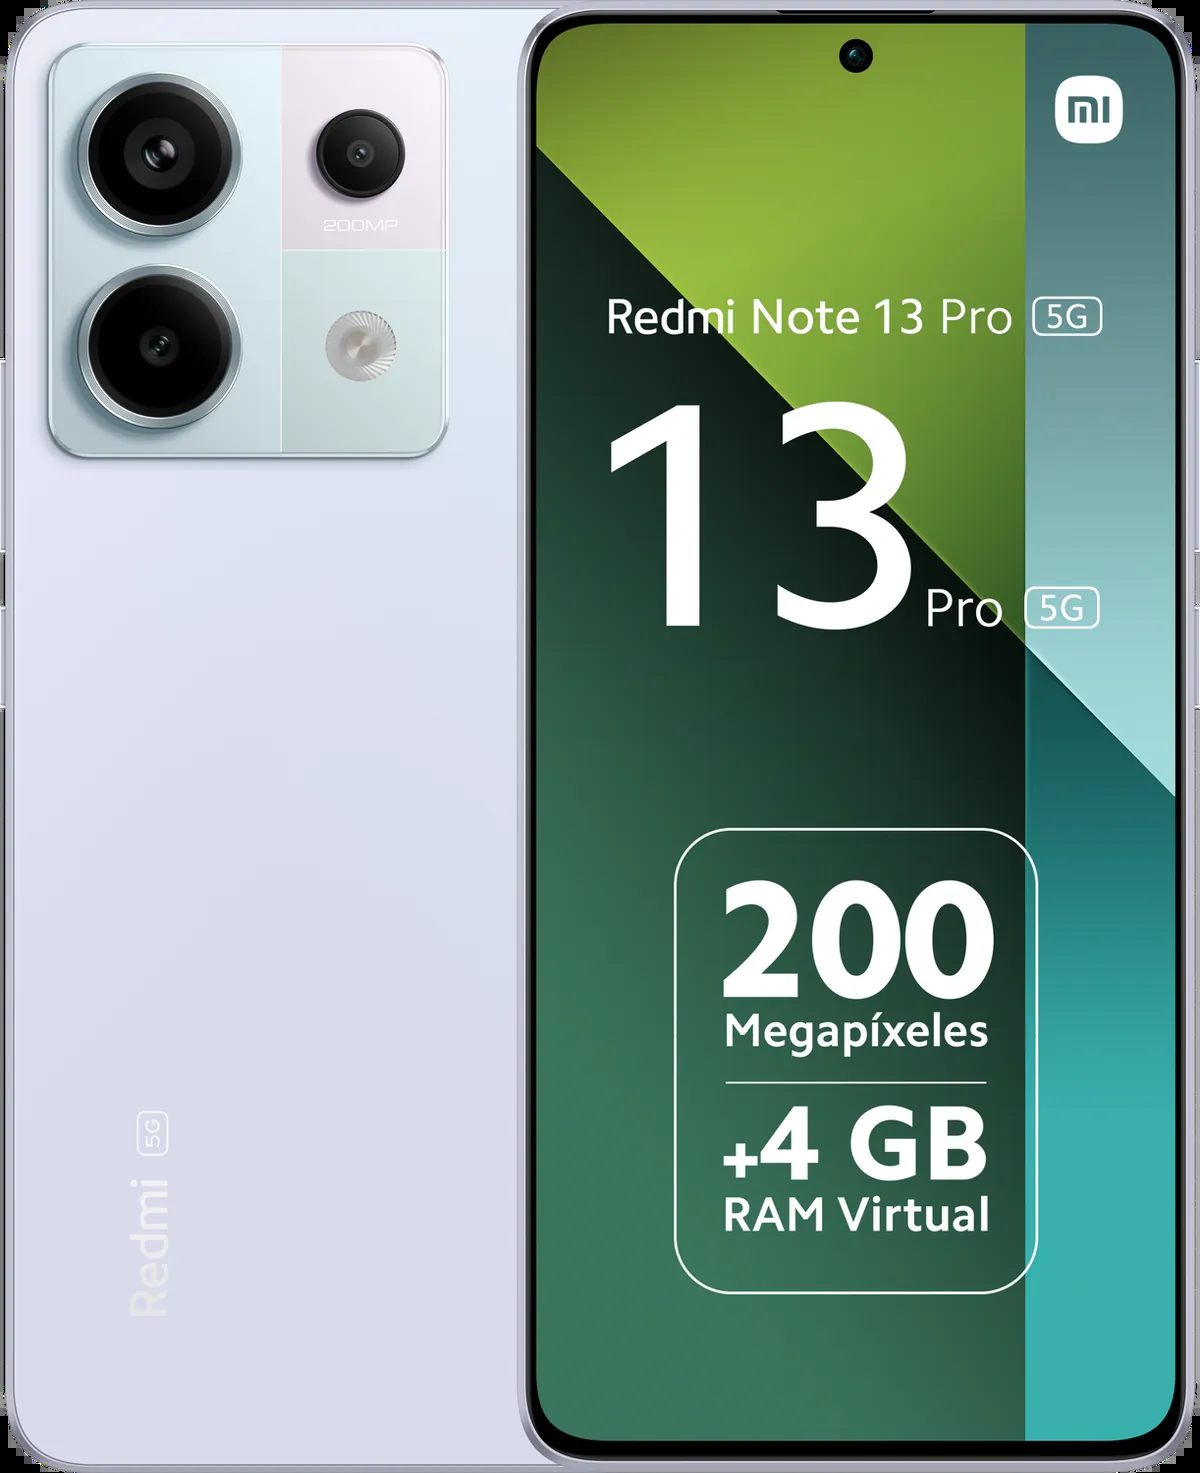 200MP
Redmi 5G
mi
Redmi Note 13 Pro 5G
13 Pro 5G
200
Megapíxeles
+4 GB
RAM Virtual